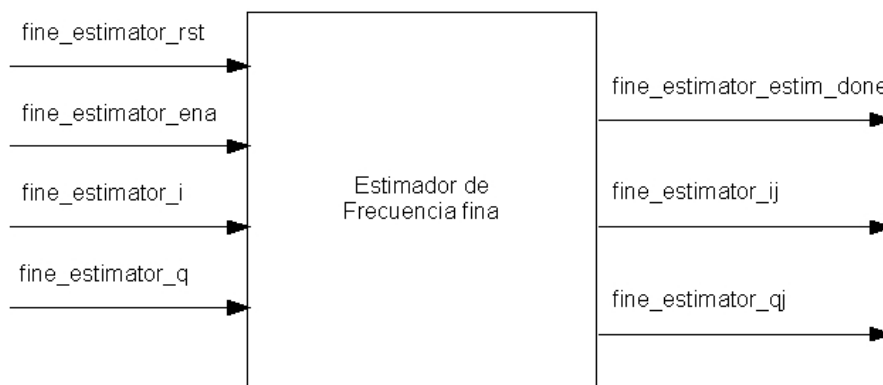 fine_estimator_rst
fine_estimator_ena
fine_estimator_i
fine_estimator_q
Estimador de
Frecuencia fina
fine_estimator_estim_done
fine_estimator_ij
fine_estimator_qj